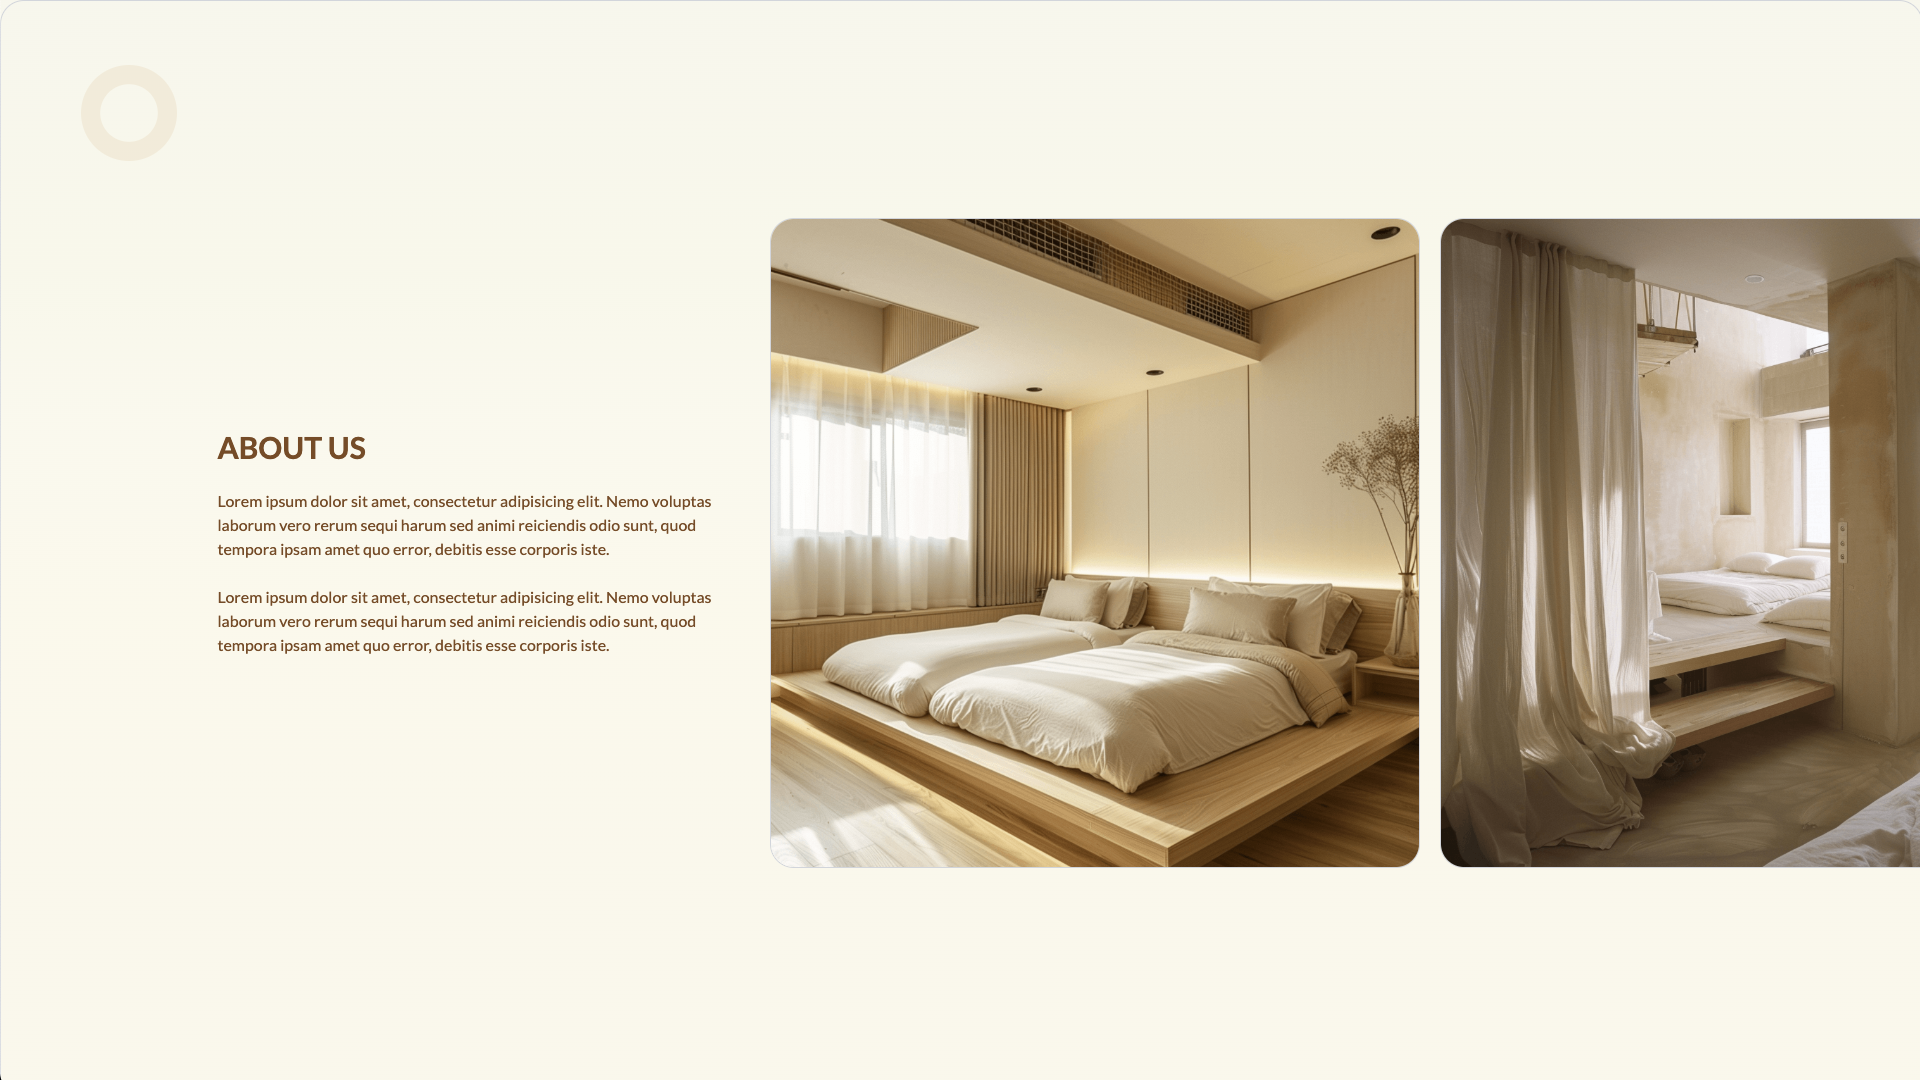 ABOUT US
Lorem ipsum dolor sit amet, consectetur adipisicing elit. Nemo voluptas
laborum vero rerum sequi harum sed animi reiciendis odio sunt, quod
tempora ipsam amet quo error, debitis esse corporis iste.
Lorem ipsum dolor sit amet, consectetur adipisicing elit. Nemo voluptas
laborum vero rerum sequi harum sed animi reiciendis odio sunt, quod
tempora ipsam amet quo error, debitis esse corporis iste.